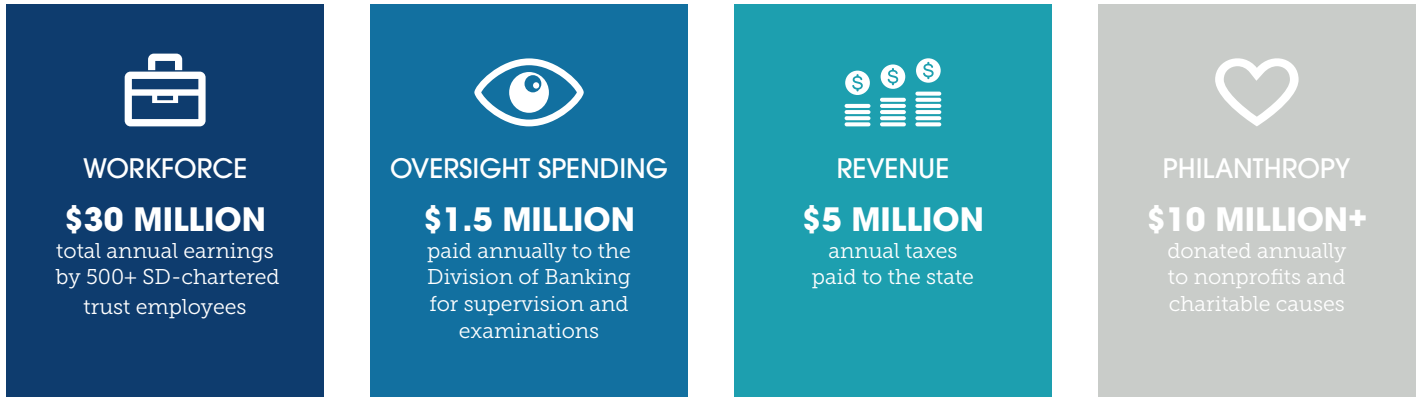 WORKFORCE
$30 MILLION
total annual earnings
by 500+ SD-chartered
trust employees
OVERSIGHT SPENDING
$1.5 MILLION
paid annually to the
Division of Banking
for supervision and
examinations
$ $ $
REVENUE
$5 MILLION
annual taxes
paid to the state
PHILANTHROPY
$10 MILLION+
donated annually
to nonprofits and
charitable causes